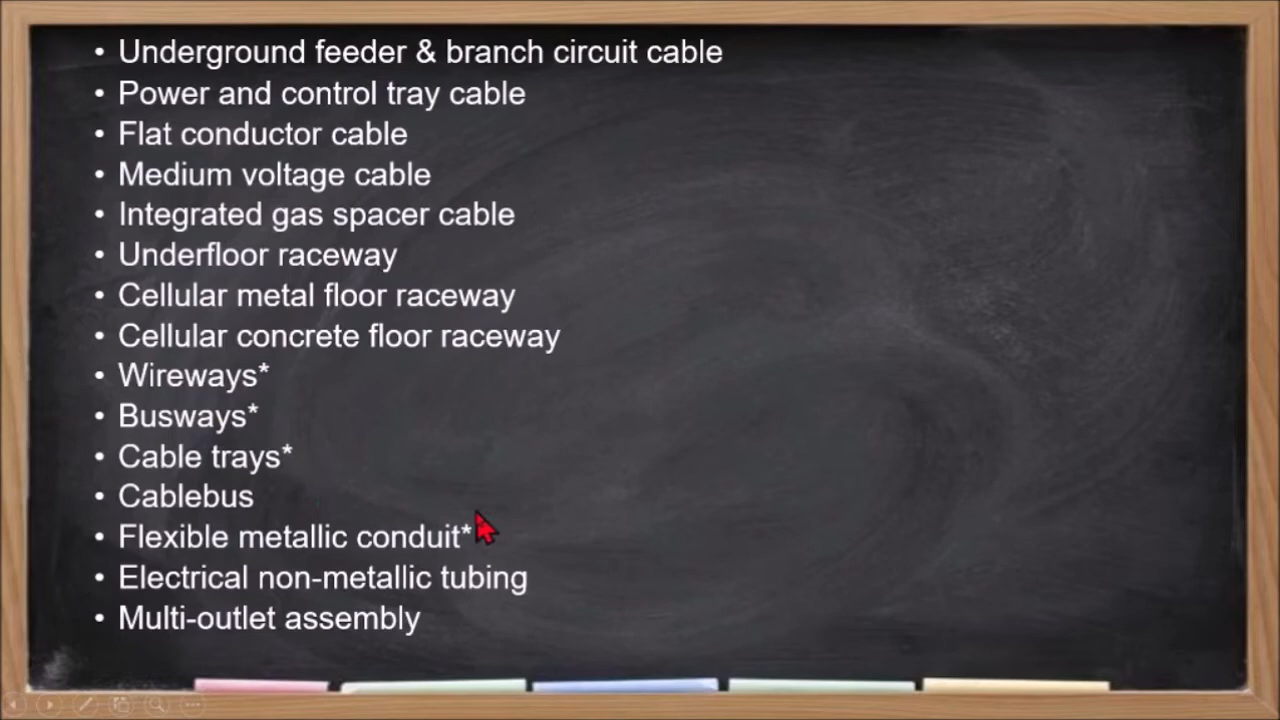 • Underground feeder & branch circuit cable
• Power and control tray cable
• Flat conductor cable
• Medium voltage cable
• Integrated gas spacer cable
• Underfloor raceway
• Cellular metal floor raceway
• Cellular concrete floor raceway
• Wireways*
• Busways*
• Cable trays*
• Cablebus
• Flexible metallic conduit*
• Electrical non-metallic tubing
• Multi-outlet assembly